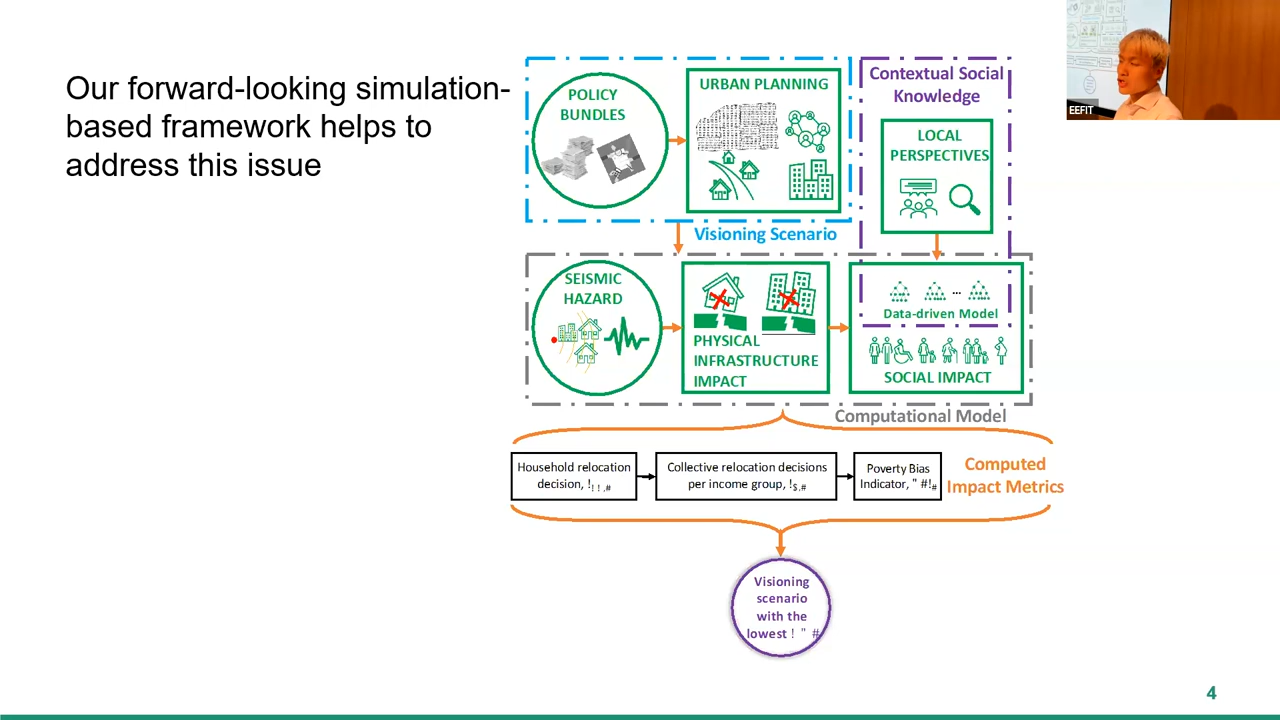 Our forward-looking simulation-
based framework helps to
address this issue
POLICY
BUNDLES
URBAN PLANNING
Visioning Scenario
Contextual Social
Knowledge
LOCAL
PERSPECTIVES
SEISMIC
HAZARD
PHYSICAL
INFRASTRUCTURE
IMPACT
...
Data-driven Model
SOCIAL IMPACT
Computational Model
Household relocation
decision, !!!,#
Collective relocation decisions
per income group, !$,#
Poverty Bias
Indicator, " #!#
Computed
Impact Metrics
Visioning
scenario
with the
lowest ! " #
EEFIT
4